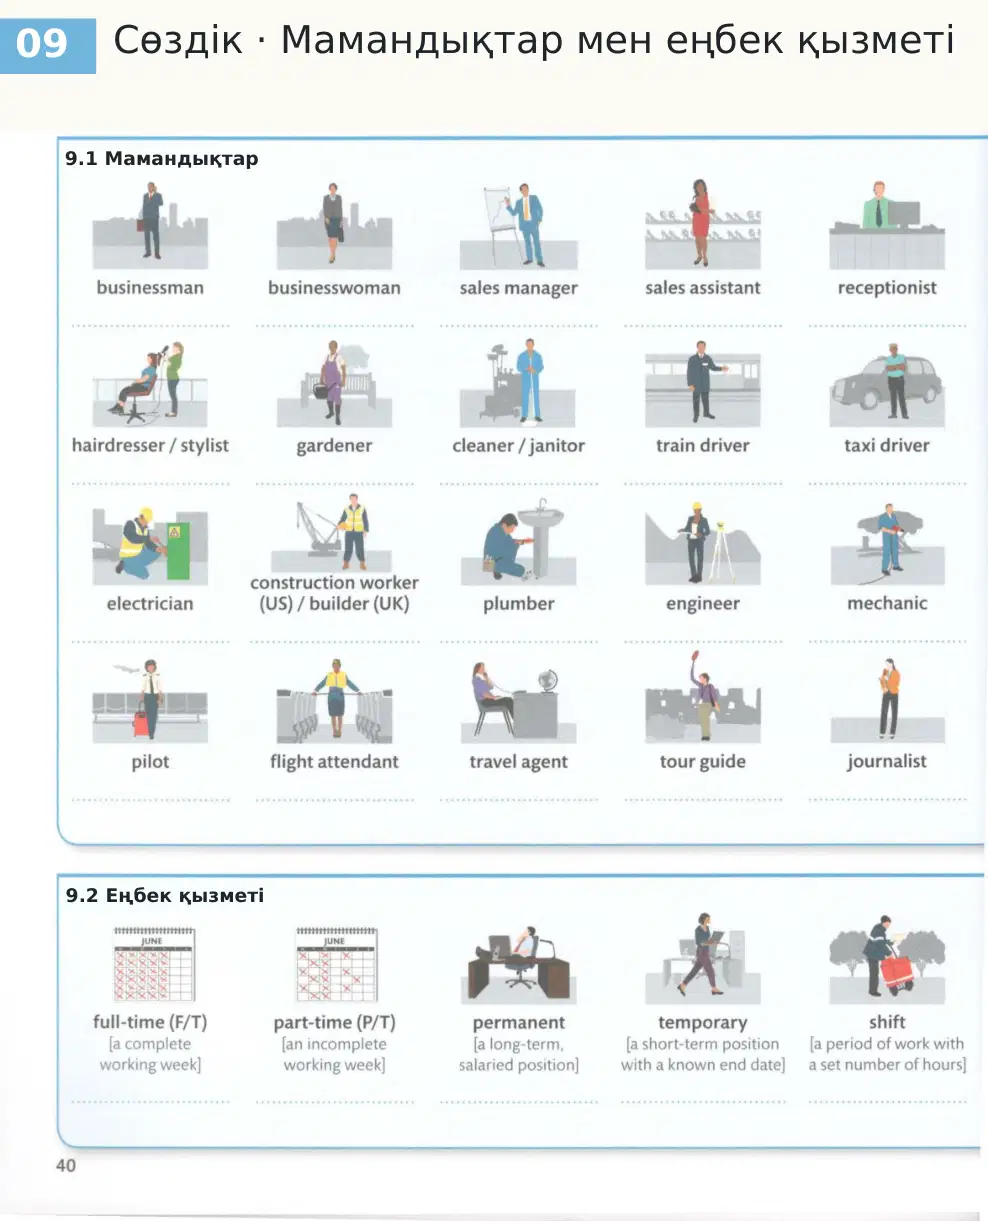 09
Сөздік · Мамандықтар мен еңбек қызметі
9.1 Мамандықтар
businessman
businesswoman
sales manager
sales assistant
receptionist
hairdresser / stylist
gardener
cleaner / janitor
train driver
taxi driver
electrician
construction worker
(US) / builder (UK)
plumber
engineer
mechanic
pilot
flight attendant
travel agent
tour guide
journalist
9.2 Еңбек қызметі
JUNE
full-time (F/T)
[a complete
working week]
JUNE
part-time (P/T)
[an incomplete
working week]
permanent
[a long-term,
salaried position]
temporary
[a short-term position
with a known end date]
shift
[a period of work with
a set number of hours]
40